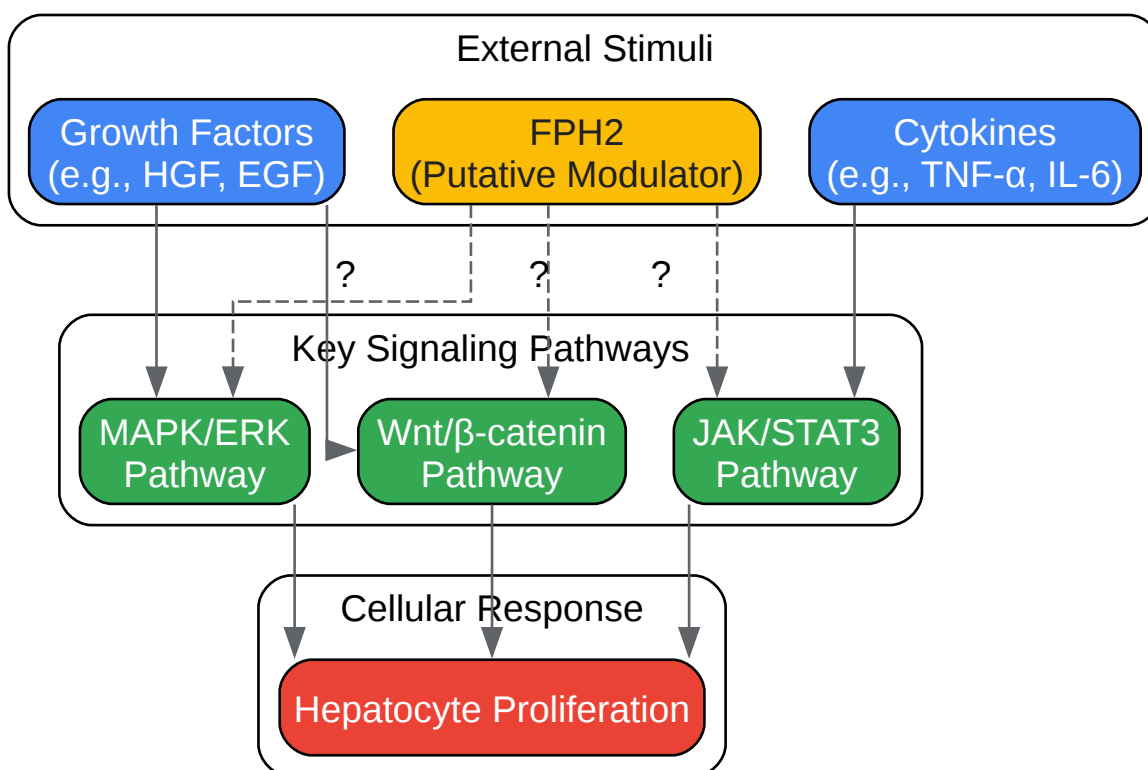 External Stimuli
Growth Factors
(e.g., HGF, EGF)
FPH2
(Putative Modulator)
Cytokines
(e.g., TNF-α, IL-6)
?
?
?
Key Signaling Pathways
MAPK/ERK
Pathway
Wnt/β-catenin
Pathway
JAK/STAT3
Pathway
Cellular Response
Hepatocyte Proliferation